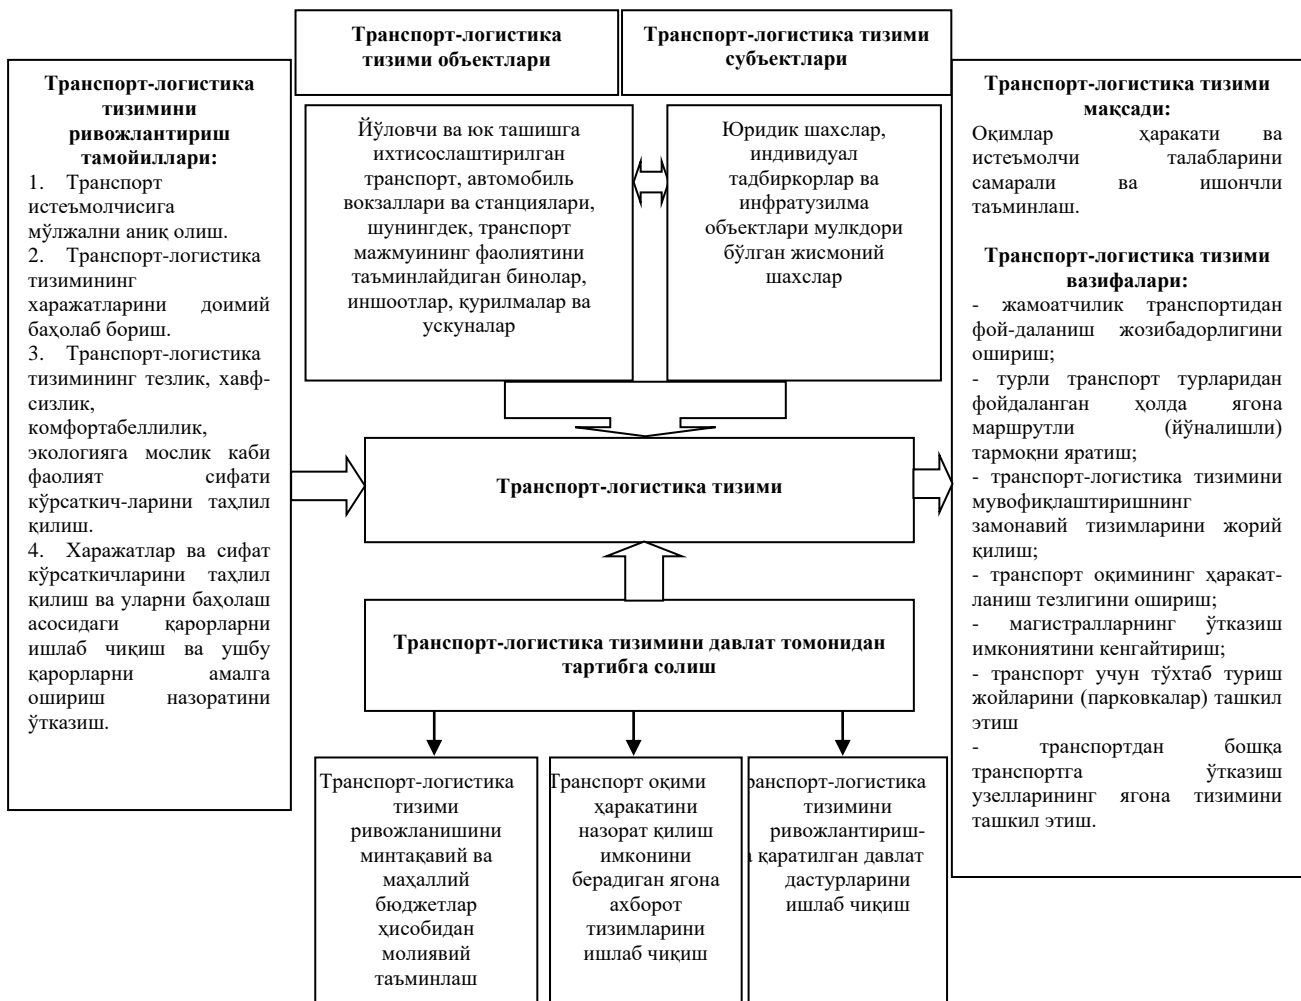 Транспорт-логистика
тизими объектлари
Транспорт-логистика тизими
субъектлари
Транспорт-логистика
тизимини
ривожлантириш
тамойиллари:
1. Транспорт
истеъмолчисига
мўлжални аниқ олиш.
2. Транспорт-логистика
тизимининг
харажатларини доимий
баҳолаб бориш.
3. Транспорт-логистика
тизимининг тезлик, хавф-
сизлик,
комфортабеллилик,
экологияга мослик каби
фаолият сифати
кўрсаткич-ларини таҳлил
қилиш.
4. Харажатлар ва сифат
кўрсаткичларини таҳлил
қилиш ва уларни баҳолаш
асосидаги қарорларни
ишлаб чиқиш ва ушбу
қарорларни амалга
ошириш назоратини
ўтказиш.
Йўловчи ва юк ташишга
ихтисослаштирилган
транспорт, автомобиль
вокзаллари ва станциялари,
шунингдек, транспорт
мажмуининг фаолиятини
таъминлайдиган бинолар,
иншоотлар, қурилмалар ва
ускуналар
Юридик шахслар,
индивидуал
тадбиркорлар ва
инфратузилма
объектлари мулкдори
бўлган жисмоний
шахслар
Транспорт-логистика тизими
Транспорт-логистика тизимини давлат томонидан
тартибга солиш
Транспорт-логистика
тизими
ривожланишини
минтақавий ва
маҳаллий
бюджетлар
ҳисобидан
молиявий
таъминлаш
Транспорт оқими
ҳаракатини
назорат қилиш
имконини
берадиган ягона
ахборот
тизимларини
ишлаб чиқиш
ранспорт-логистика
тизимини
ривожлантириш-
а қаратилган давлат
дастурларини
ишлаб чиқиш
Транспорт-логистика тизими
мақсади:
Оқимлар ҳаракати ва
истеъмолчи талабларини
самарали ва ишончли
таъминлаш.
Транспорт-логистика тизими
вазифалари:
- жамоатчилик транспортидан
фой-даланиш жозибадорлигини
ошириш;
- турли транспорт турларидан
фойдаланган ҳолда ягона
маршрутли (йўналишли)
тармоқни яратиш;
- транспорт-логистика тизимини
мувофиқлаштиришнинг
замонавий тизимларини жорий
қилиш;
- транспорт оқимининг ҳаракат-
ланиш тезлигини ошириш;
- магистралларнинг ўтказиш
имкониятини кенгайтириш;
- транспорт учун тўхтаб туриш
жойларини (парковкалар) ташкил
этиш
- транспортдан бошқа
транспортга ўтказиш
узелларининг ягона тизимини
ташкил этиш.